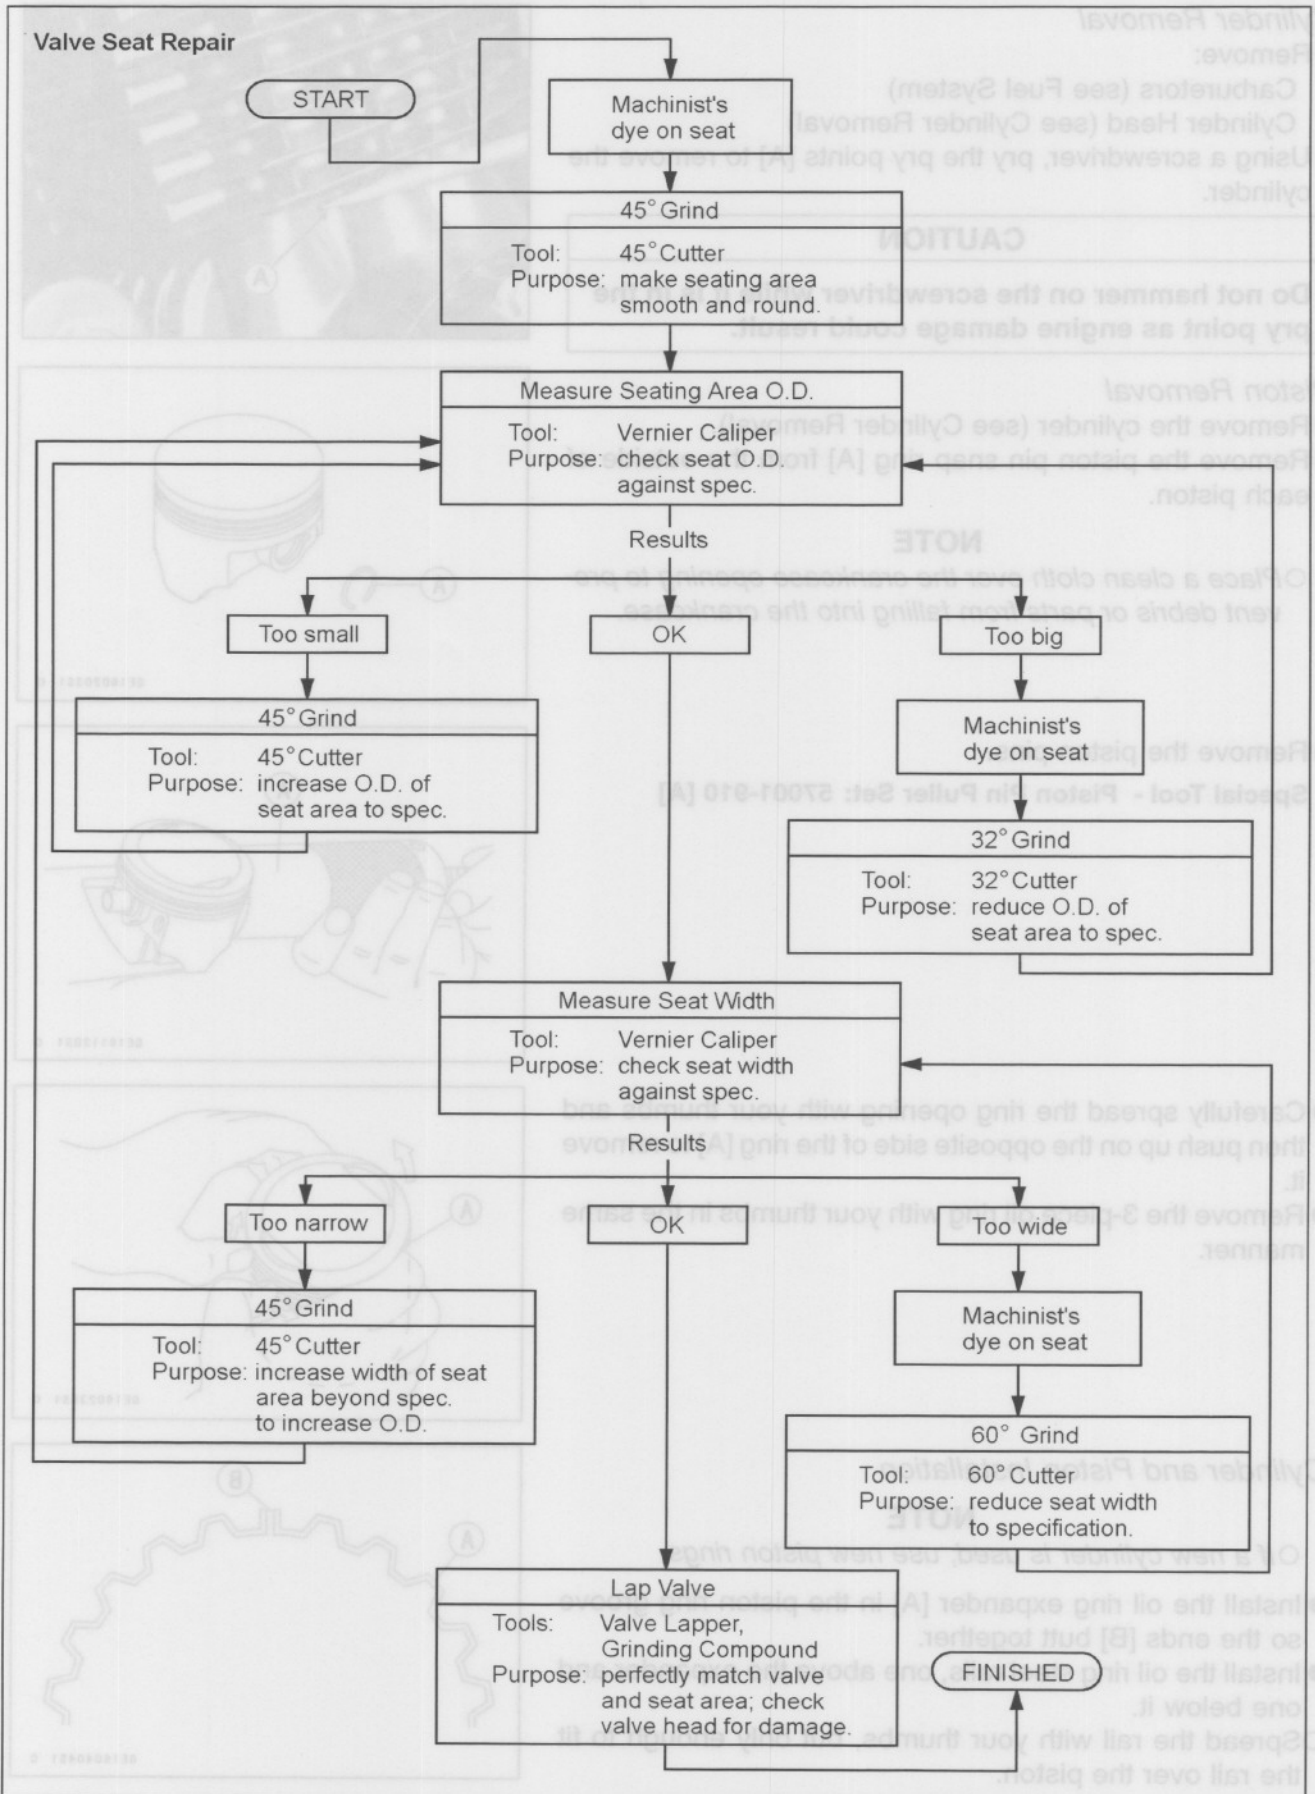 Valve Seat Repair
START
Machinist's
dye on seat
45° Grind
Tool: 45° Cutter
Purpose: make seating area
smooth and round.
Measure Seating Area O.D.
Tool: Vernier Caliper
Purpose: check seat O.D.
against spec.
Results
Too small
OK
Too big
45° Grind
Tool: 45° Cutter
Purpose: increase O.D. of
seat area to spec.
Machinist's
dye on seat
32° Grind
Tool: 32° Cutter
Purpose: reduce O.D. of
seat area to spec.
Measure Seat Width
Tool: Vernier Caliper
Purpose: check seat width
against spec.
Results
Too narrow
OK
Too wide
45° Grind
Tool: 45° Cutter
Purpose: increase width of seat
area beyond spec.
to increase O.D.
Machinist's
dye on seat
60° Grind
Tool: 60° Cutter
Purpose: reduce seat width
to specification.
Lap Valve
Tools: Valve Lapper,
Grinding Compound
Purpose: perfectly match valve
and seat area; check
valve head for damage.
FINISHED